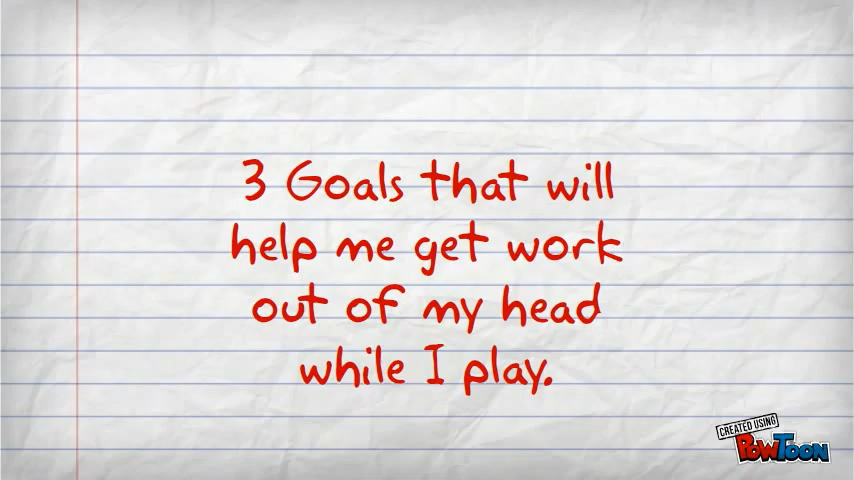 3 Goals that will
help me get work
out of my head
while I play.
CREATED USING
POWTOON